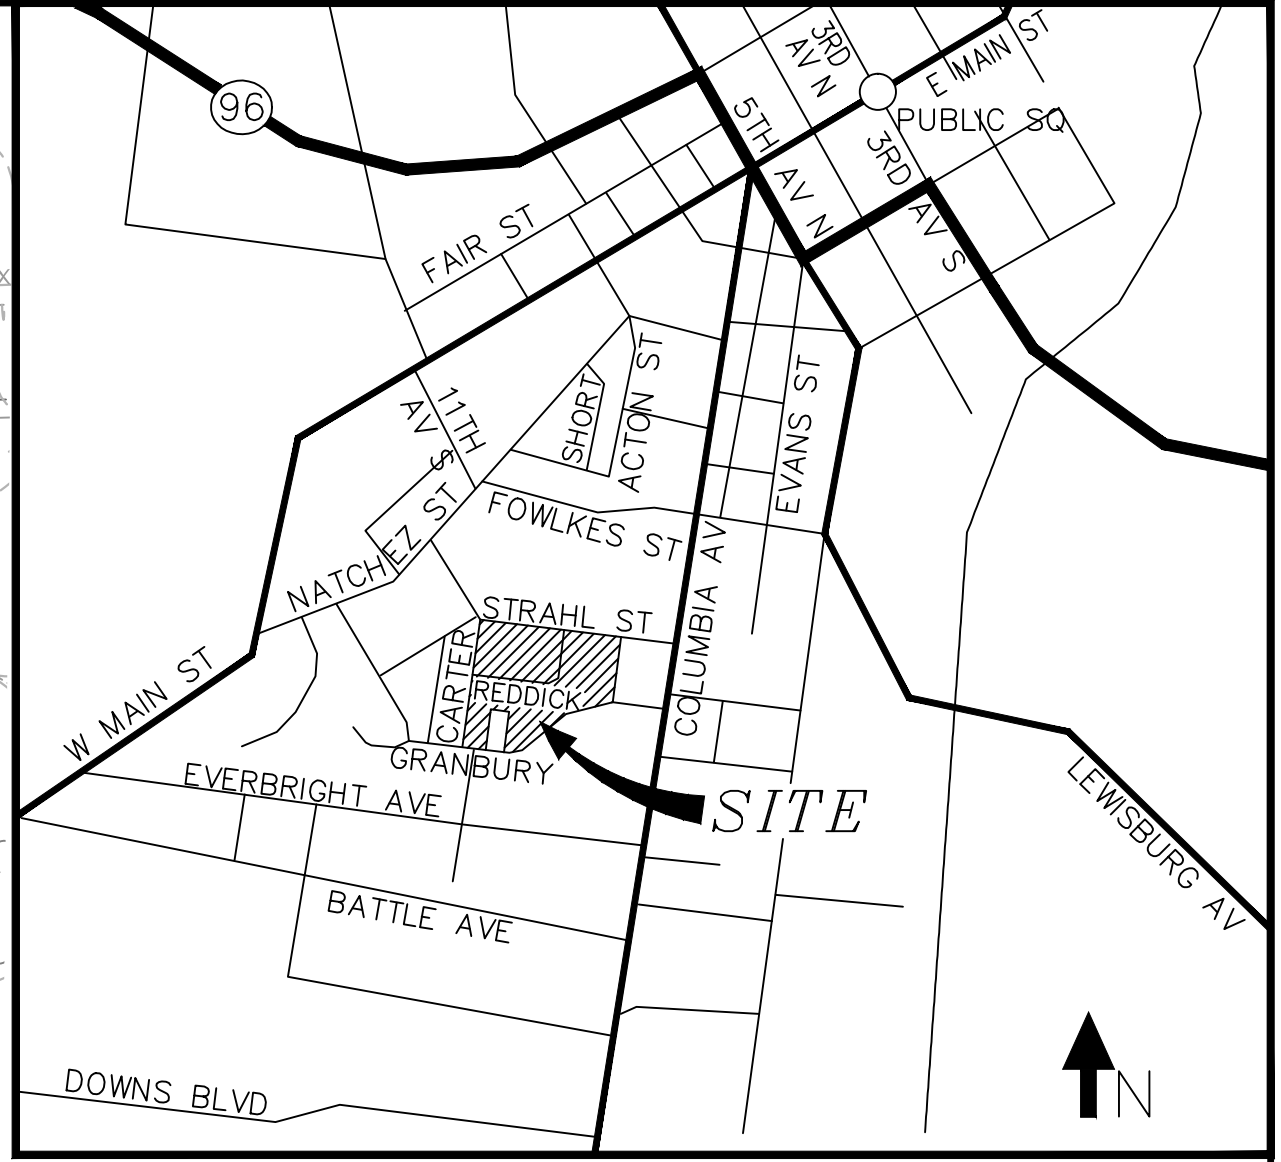 3RD
AV N
E MAIN ST
96
5TH
AV N
PUBLIC SQ
3RD
AV S
FAIR ST
11TH
AV S
SHORT
ACTON ST
EVANS ST
NATCHEZ ST
FOWLKES ST
COLUMBIA AV
STRAHL ST
CARTER
REDDICK
GRANBURY
W MAIN ST
EVERBRIGHT AVE
SITE
LEWISBURG AV
BATTLE AVE
DOWNS BLVD
N